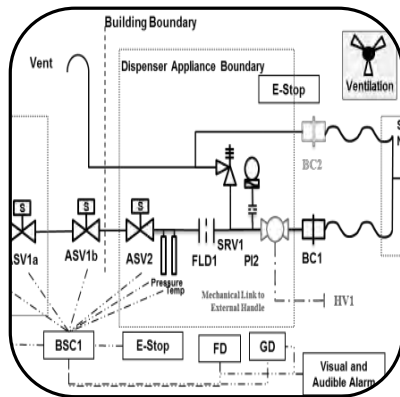 Building Boundary
Vent
Dispenser Appliance Boundary
E-Stop
Ventilation
BC2
S
S
S
ASV1a
ASV1b
ASV2
FLD1
SRV1
PI2
BC1
Pressure
Temp
Mechanical Link to
External Handle
HV1
BSC1
E-Stop
FD
GD
Visual and
Audible Alarm